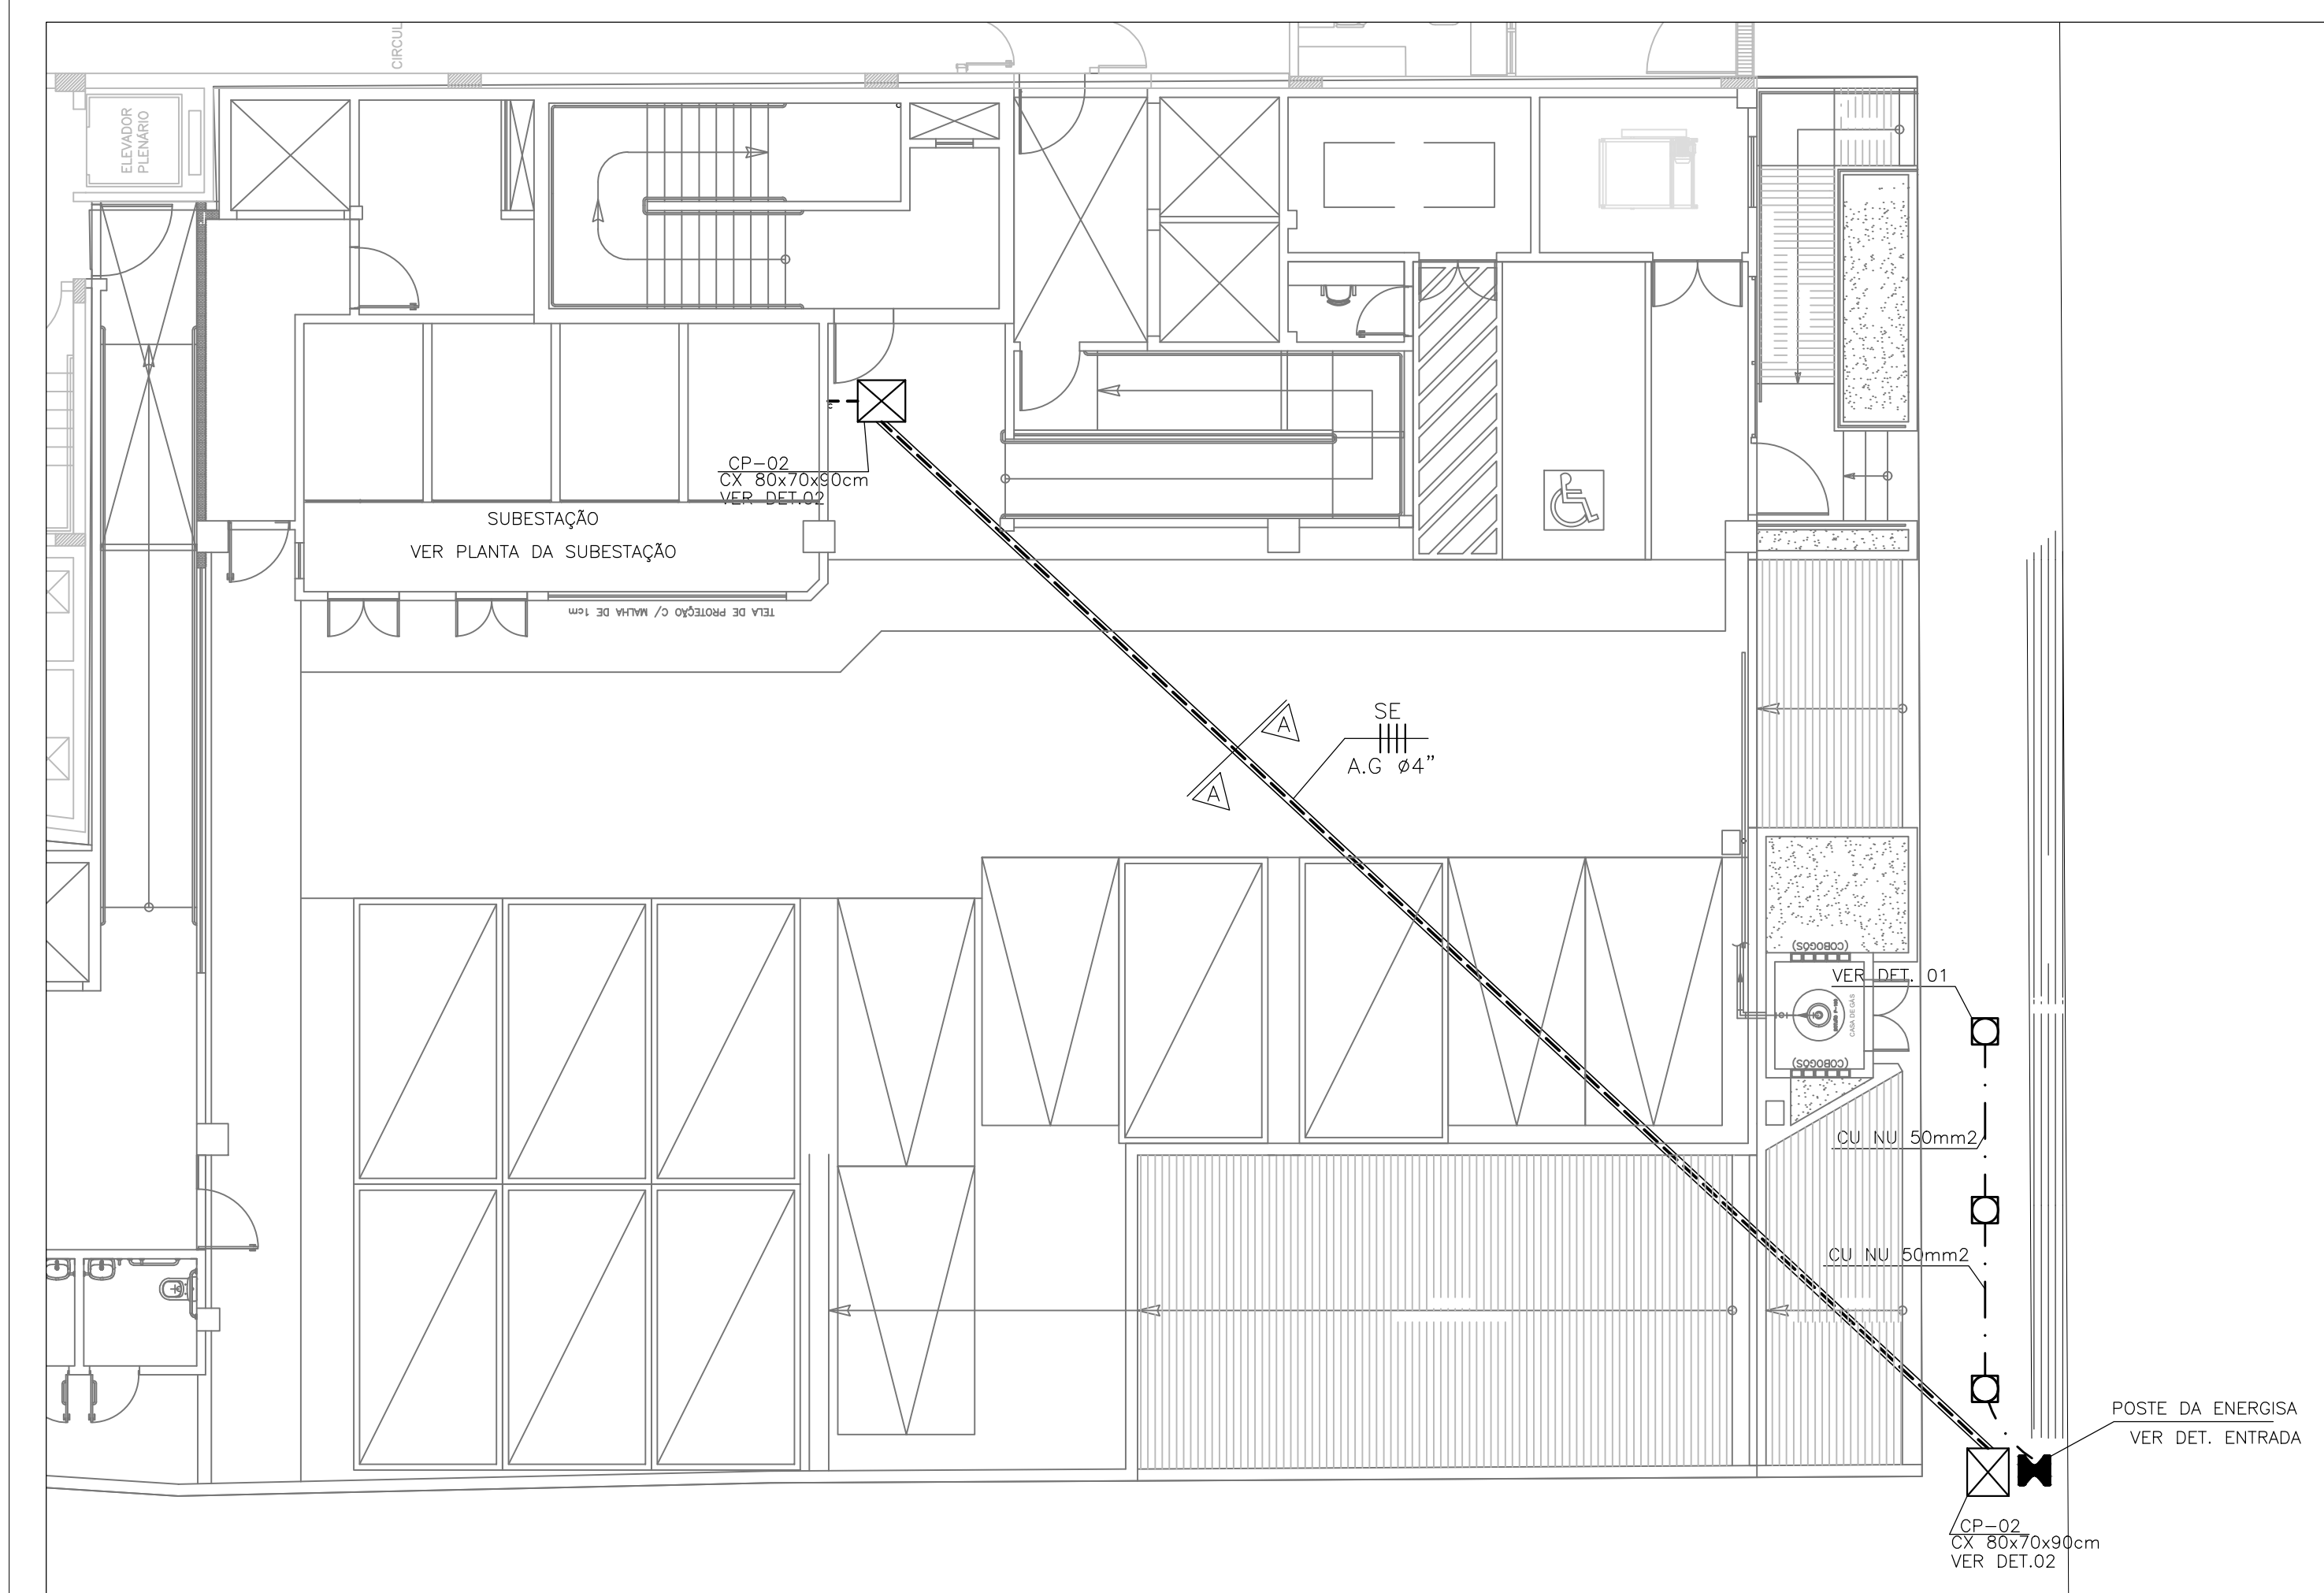 CIRCUL
ELEVADOR
PLENÁRIO
CP-02
CX 80x70x90cm
VER DET.02
SUBESTAÇÃO
VER PLANTA DA SUBESTAÇÃO
TELA DE PROTEÇÃO C/ MALHA DE 1cm
SE
A.G ø4"
A
A
(COBOGÓS)
VER DET. 01
CASA DE GÁS
(COBOGÓS)
CU NU 50mm2
CU NU 50mm2
POSTE DA ENERGISA
VER DET. ENTRADA
CP-02
CX 80x70x90cm
VER DET.02